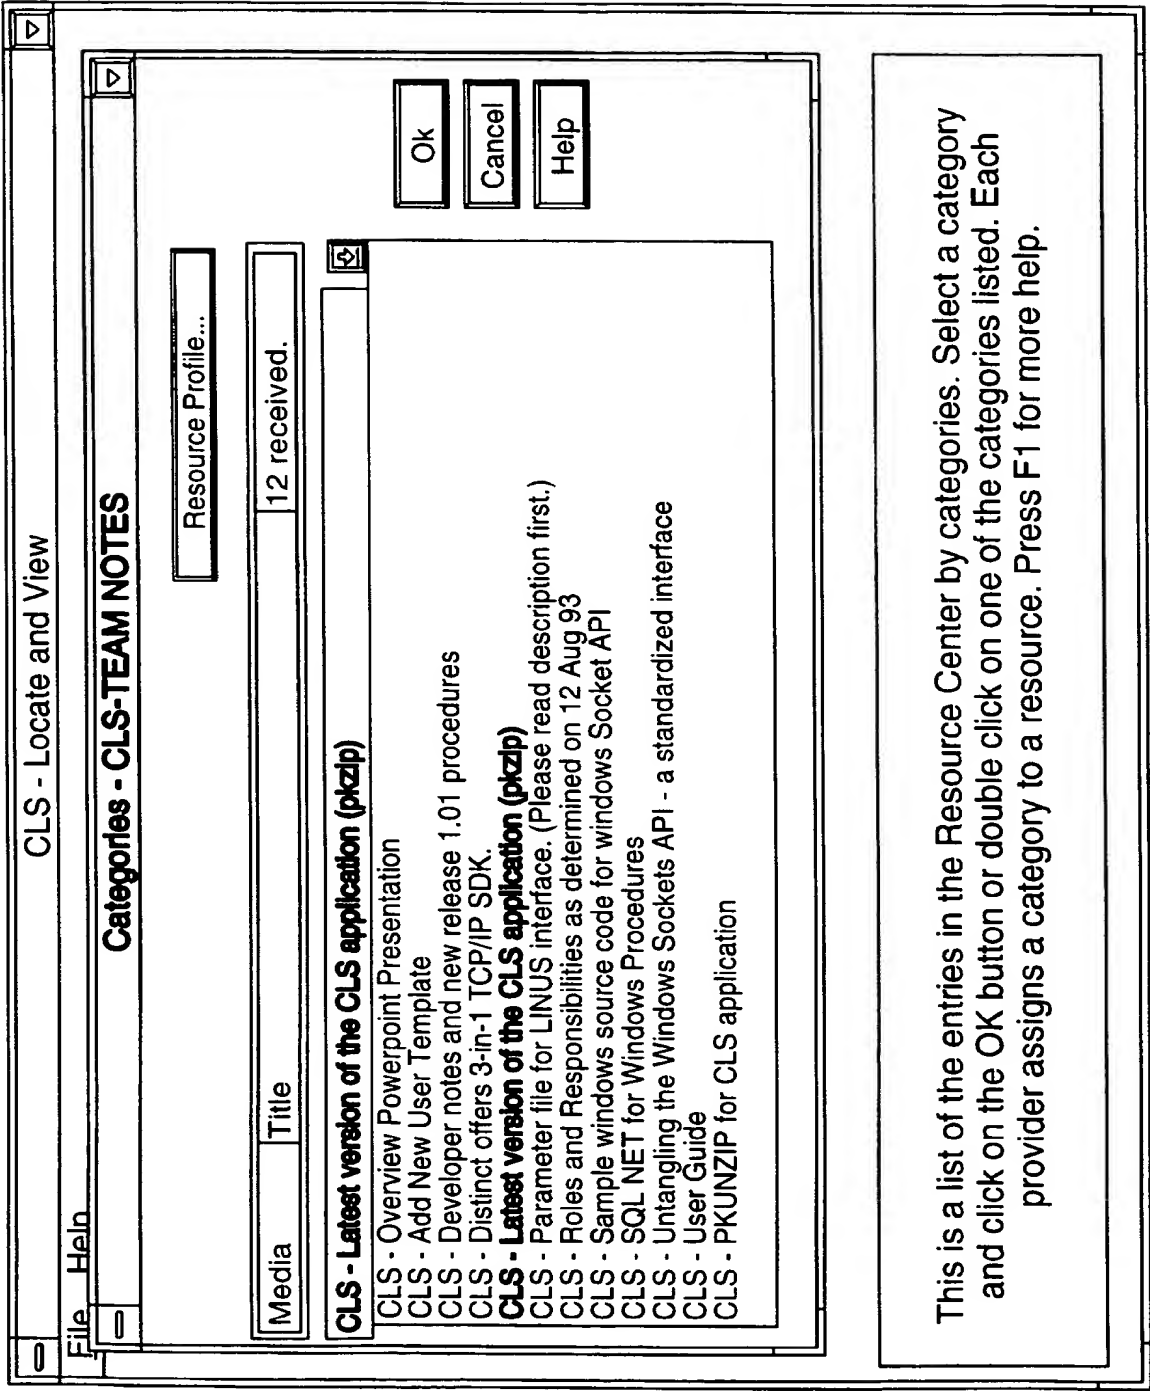 CLS - Locate and View
File Help
Categories - CLS-TEAM NOTES
Resource Profile...
Media Title 12 received.
CLS - Latest version of the CLS application (pkzip)
CLS - Overview Powerpoint Presentation
CLS - Add New User Template
CLS - Developer notes and new release 1.01 procedures
CLS - Distinct offers 3-in-1 TCP/IP SDK.
CLS - Latest version of the CLS application (pkzip)
CLS - Parameter file for LINUS interface. (Please read description first.)
CLS - Roles and Responsibilities as determined on 12 Aug 93
CLS - Sample windows source code for windows Socket API
CLS - SQL NET for Windows Procedures
CLS - Untangling the Windows Sockets API - a standardized interface
CLS - User Guide
CLS - PKUNZIP for CLS application
Ok
Cancel
Help
This is a list of the entries in the Resource Center by categories. Select a category
and click on the OK button or double click on one of the categories listed. Each
provider assigns a category to a resource. Press F1 for more help.